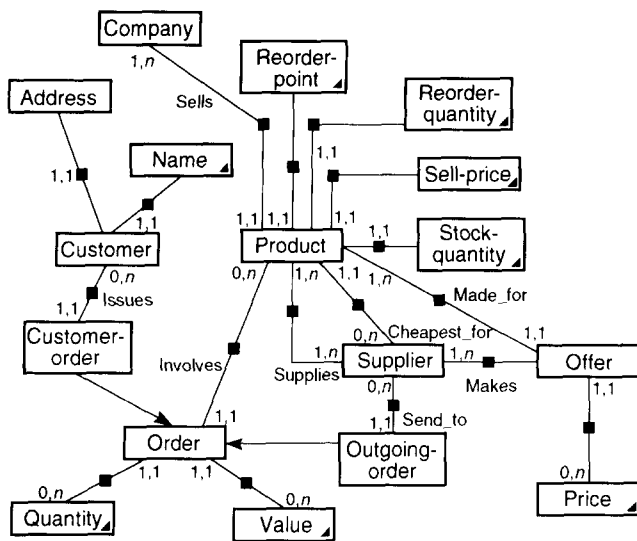 Company
1,n
Sells
Reorder-
point
Address
Reorder-
quantity
1,1
Name
Sell-price
1,1
1,1
1,1
1,1
1,1
Customer
Product
1,1
Stock-
quantity
0,n
0,n
1,n
1,1
1,n
Issues
Made_for
1,1
Customer-
order
0,n
Cheapest_for
1,1
Involves
Supplies
1,n
Supplier
1,n
Offer
Makes
0,n
1,1
1,1
Send_to
1,1
Order
Outgoing-
order
1,1
1,1
0,n
0,n
0,n
Quantity
Value
Price